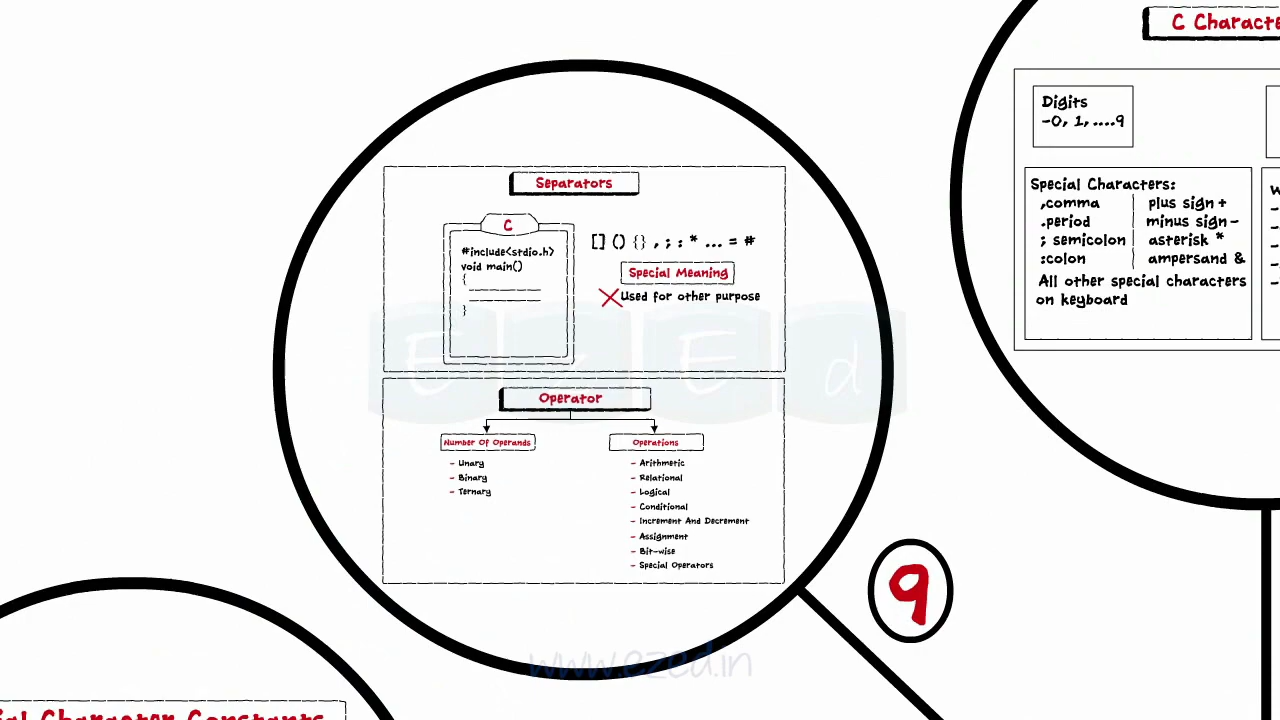 C Characte
Digits
-0, 1, ....9
Special Characters:
,comma
.period
; semicolon
:colon
plus sign +
minus sign -
asterisk *
ampersand &
All other special characters
on keyboard
Separators
C
#include<stdio.h>
void main()
{
}
[] () {} , ; : * ... = #
Special Meaning
Used for other purpose
E Z E d
Operator
Number Of Operands
- Unary
- Binary
- Ternary
Operations
- Arithmetic
- Relational
- Logical
- Conditional
- Increment And Decrement
- Assignment
- Bit-wise
- Special Operators
9
www.ezed.in
ial Character Constants